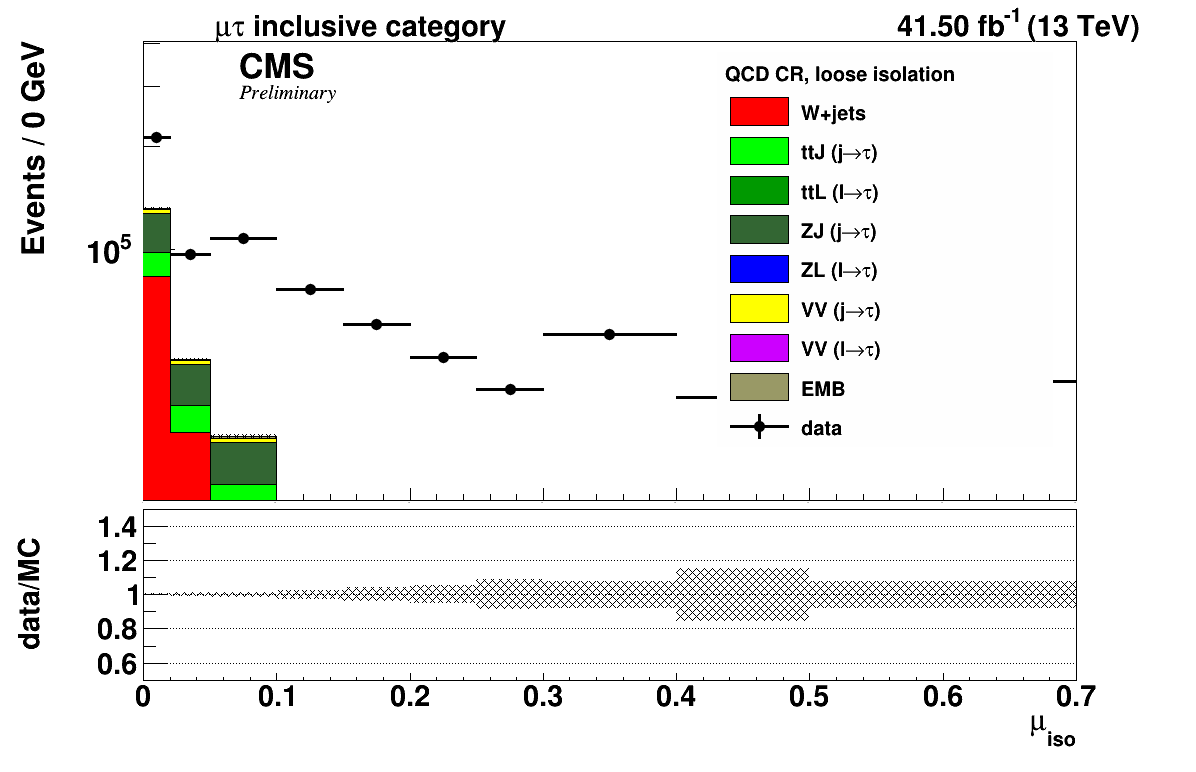 μτ inclusive category
41.50 fb⁻¹ (13 TeV)
CMS
Preliminary
Events / 0 GeV
10⁵
QCD CR, loose isolation
W+jets
ttJ (j→τ)
ttL (l→τ)
ZJ (j→τ)
ZL (l→τ)
VV (j→τ)
VV (l→τ)
EMB
data
data/MC
1.4
1.2
1
0.8
0.6
0 0.1 0.2 0.3 0.4 0.5 0.6 0.7
μ_iso